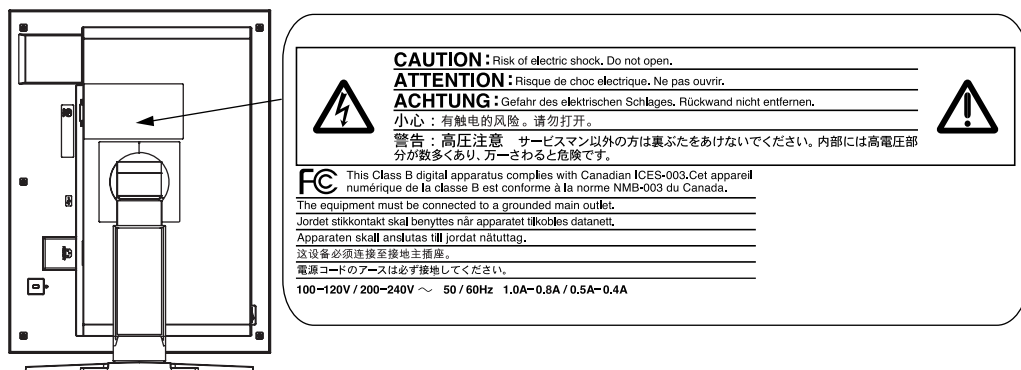 CAUTION : Risk of electric shock. Do not open.
ATTENTION : Risque de choc electrique. Ne pas ouvrir.
ACHTUNG : Gefahr des elektrischen Schlages. Rückwand nicht entfernen.
小心 : 有触电的风险。请勿打开。
警告 : 高圧注意 サービスマン以外の方は裏ぶたをあけないでください。内部には高電圧部
分が数多くあり、万一さわると危険です。
FC This Class B digital apparatus complies with Canadian ICES-003.Cet appareil
numérique de la classe B est conforme à la norme NMB-003 du Canada.
The equipment must be connected to a grounded main outlet.
Jordet stikkontakt skal benyttes når apparatet tilkobles datanett.
Apparaten skall anslutas till jordat nätuttag.
这设备必须连接至接地主插座。
電源コードのアースは必ず接地してください。
100-120V / 200-240V ～ 50 / 60Hz 1.0A-0.8A / 0.5A-0.4A